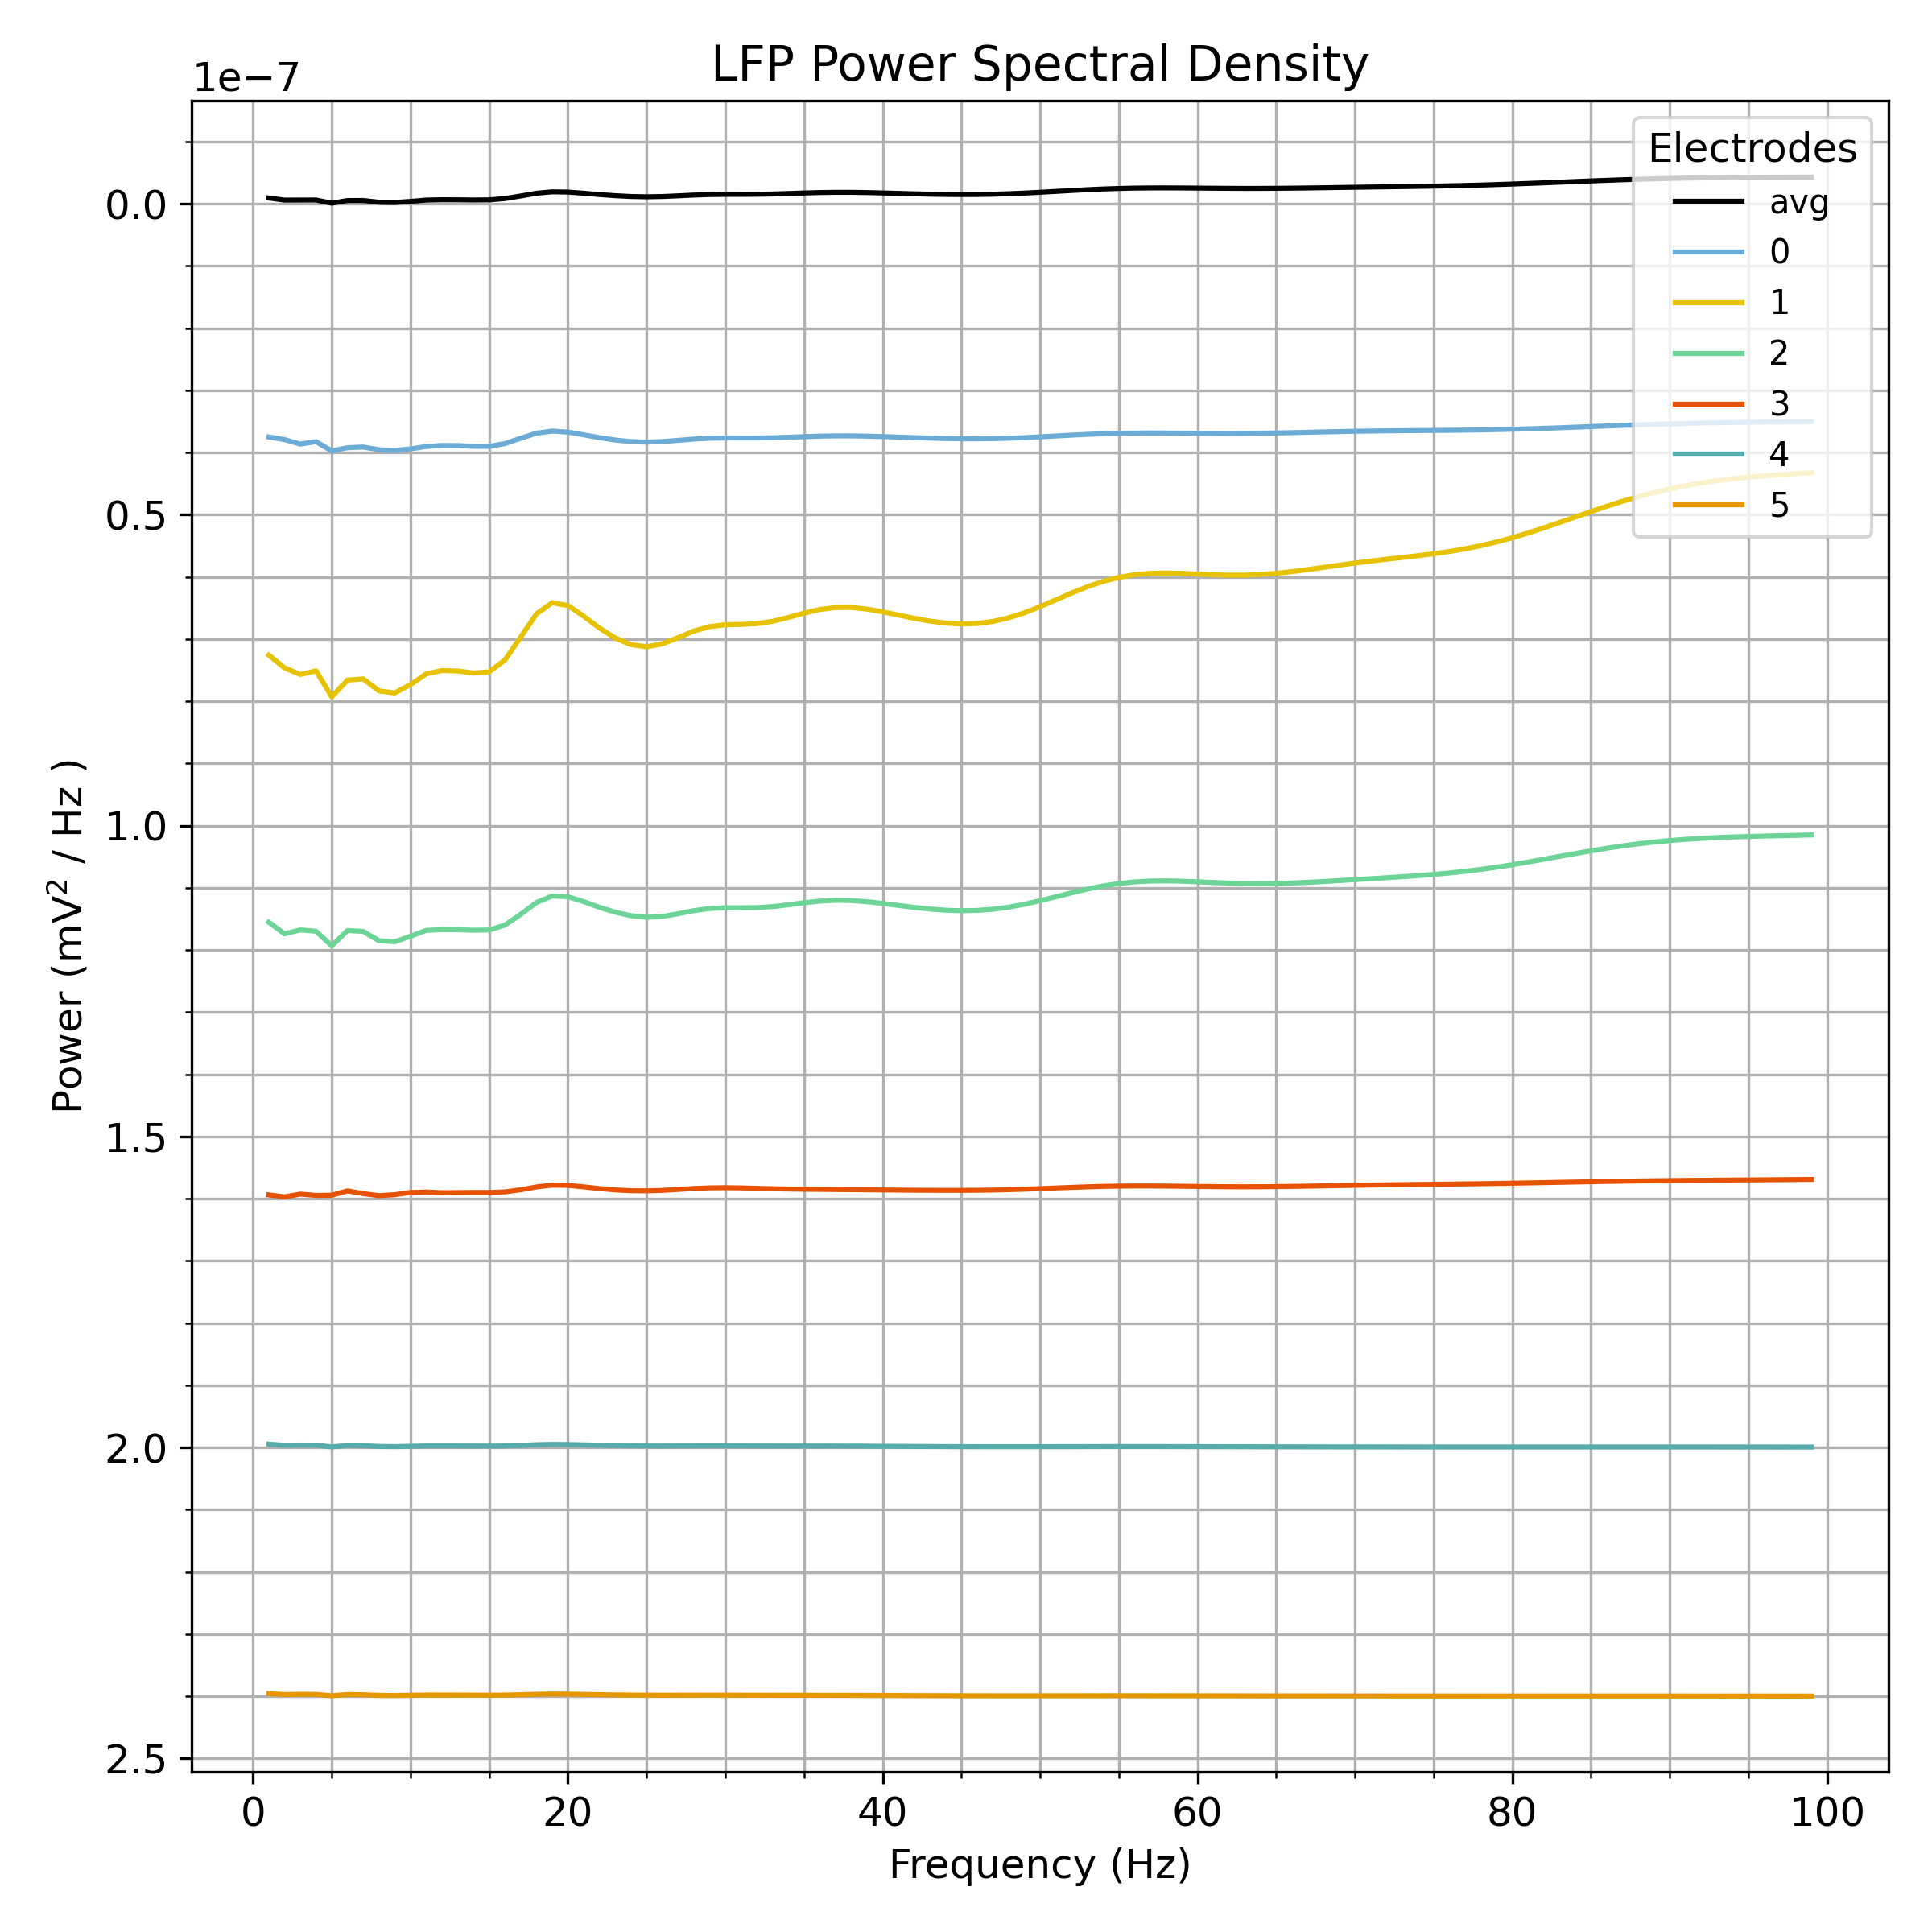 LFP Power Spectral Density
1e−7
Electrodes
avg
0
1
2
3
4
5
0.0
0.5
1.0
1.5
2.0
2.5
Power (mV² / Hz )
0 20 40 60 80 100
Frequency (Hz)